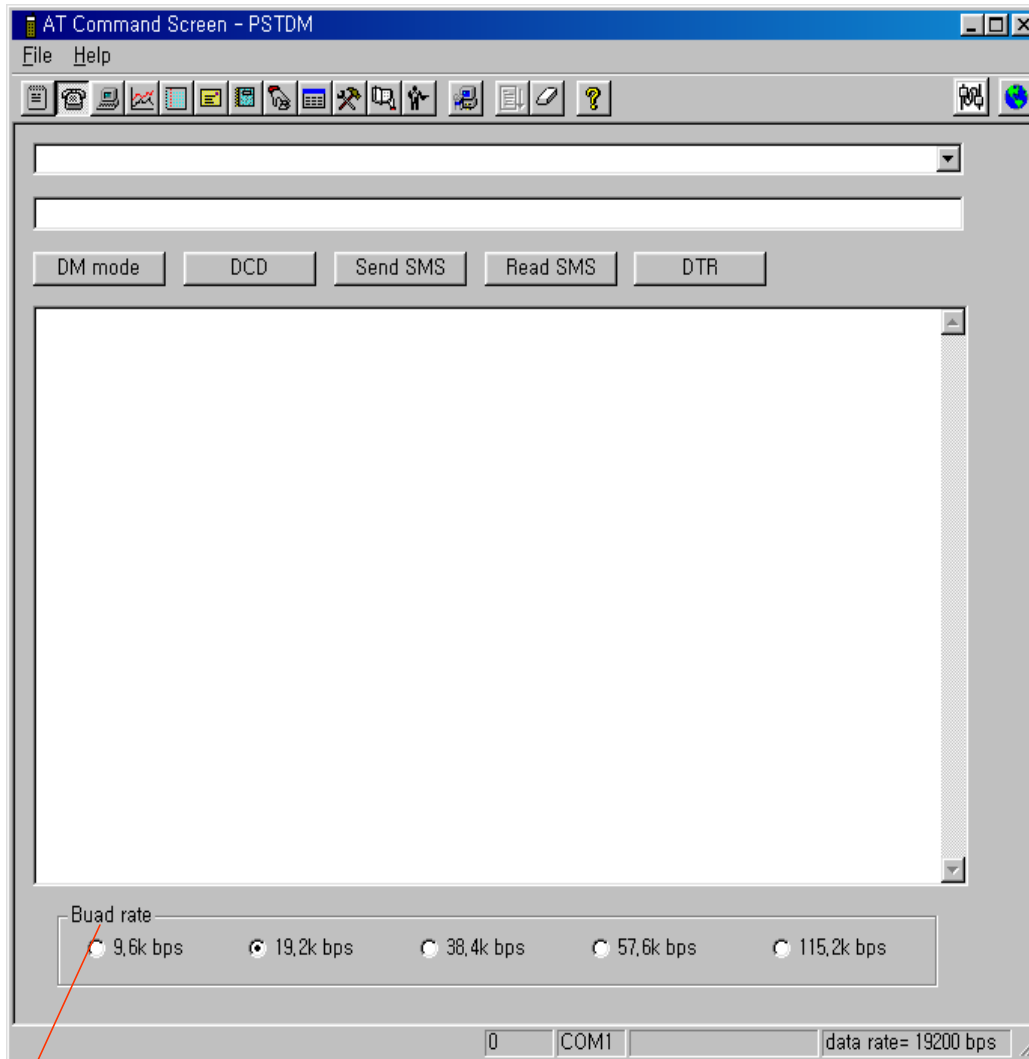 AT Command Screen - PSTDM
File Help
DM mode DCD Send SMS Read SMS DTR
Buad rate
9,6k bps 19,2k bps 38,4k bps 57,6k bps 115,2k bps
0 COM1 data rate= 19200 bps